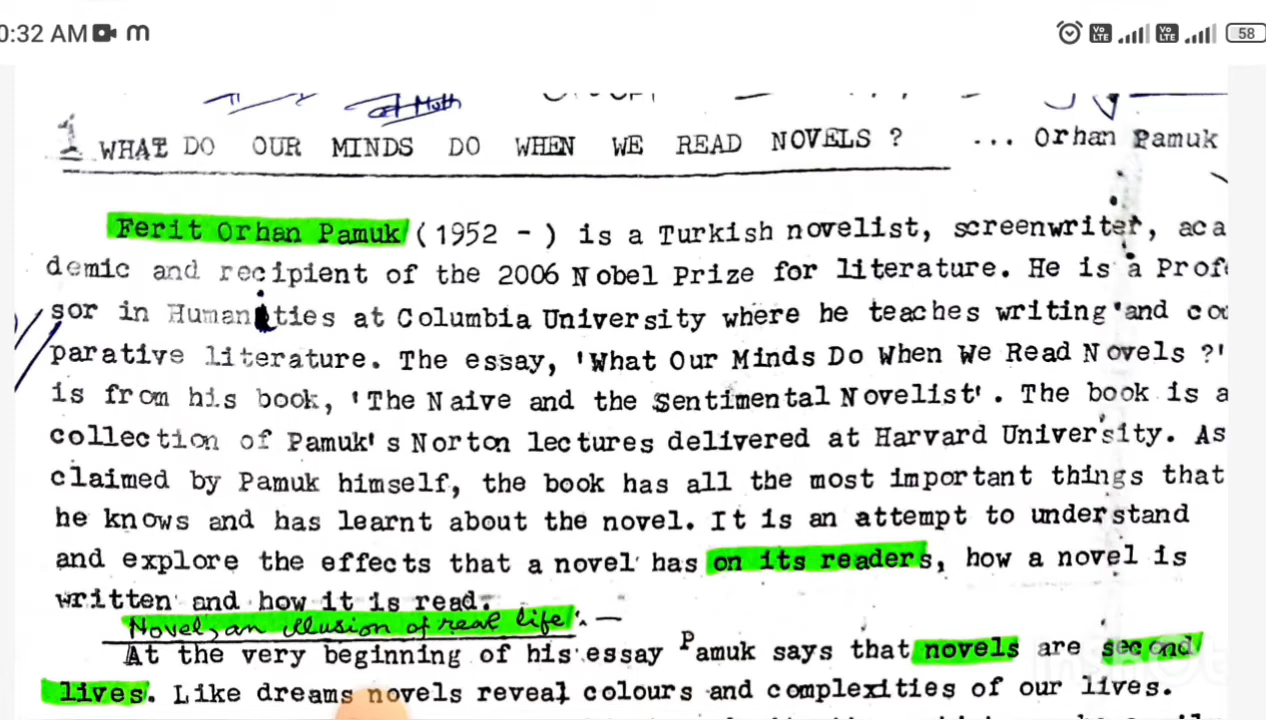 0:32 AM m
VoLTE VoLTE 58
1 WHAT DO OUR MINDS DO WHEN WE READ NOVELS ? ... Orhan Pamuk
Ferit Orhan Pamuk (1952 - ) is a Turkish novelist, screenwriter, aca
demic and recipient of the 2006 Nobel Prize for literature. He is a Prof
sor in Humanities at Columbia University where he teaches writing and co
parative literature. The essay, 'What Our Minds Do When We Read Novels ?'
is from his book, 'The Naive and the Sentimental Novelist'. The book is a
collection of Pamuk's Norton lectures delivered at Harvard University. As
claimed by Pamuk himself, the book has all the most important things that
he knows and has learnt about the novel. It is an attempt to understand
and explore the effects that a novel has on its readers, how a novel is
written and how it is read.
Novel, an illusion of real life :—
At the very beginning of his essay Pamuk says that novels are second
lives. Like dreams novels reveal colours and complexities of our lives.